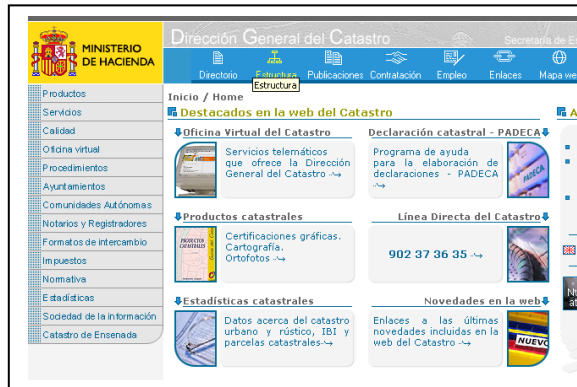 MINISTERIO
DE HACIENDA
Dirección General del Catastro
Secretaría de Es
Directorio Estructura Publicaciones Contratación Empleo Enlaces Mapa we
Estructura
Productos
Servicios
Calidad
Oficina virtual
Procedimientos
Ayuntamientos
Comunidades Autónomas
Notarios y Registradores
Formatos de intercambio
Impuestos
Normativa
Estadísticas
Sociedad de la información
Catastro de Ensenada
Inicio / Home
Destacados en la web del Catastro
A
Oficina Virtual del Catastro
Servicios telemáticos
que ofrece la Dirección
General del Catastro
Declaración catastral - PADECA
Programa de ayuda
para la elaboración de
declaraciones - PADECA
PADECA
Productos catastrales
PRODUCTOS
CATASTRALES
Certificaciones gráficas.
Cartografía.
Ortofotos
Línea Directa del Catastro
902 37 36 35
Estadísticas catastrales
Datos acerca del catastro
urbano y rústico, IBI y
parcelas catastrales
Novedades en la web
Enlaces a las últimas
novedades incluidas en la
web del Catastro
NUEVO